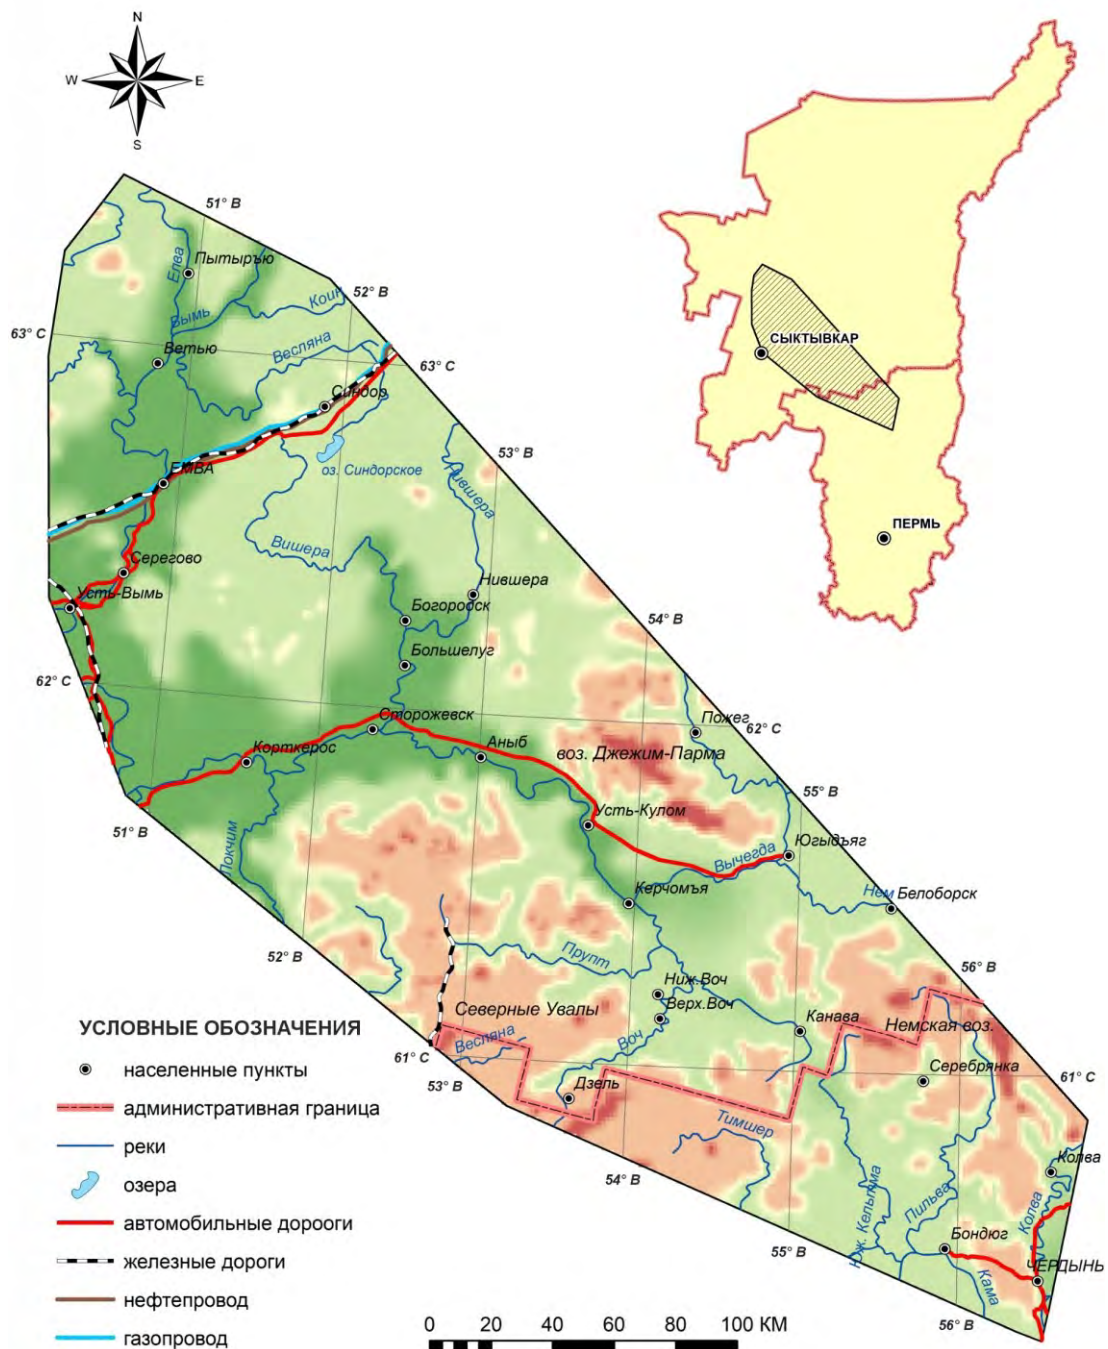 N
W
E
S
51° В
Пытырью
Елва
Коин
52° В
Вымь
63° С
Ветью
Весляна
63° С
Синдор
53° В
оз. Синдорское
ЕМВА
Нившера
Вишера
Серегово
Усть-Вымь
Нившера
Богородск
54° В
Большелуг
62° С
Сторожевск
Пожег
62° В
Аныб
воз. Джежим-Парма
Корткерос
55° В
51° В
Усть-Кулом
Локчим
Вычегда
Югыдъяг
Керчомъя
Нем
Белоборск
52° В
Прупт
56° В
Ниж.Воч
Северные Увалы
Верх.Воч
Канава
Немская воз.
Весляна
Воч
61° С
53° В
Дзель
Серебрянка
61° С
Тимшер
54° В
Колва
Юж. Кельтма
Пильва
Колва
55° В
Бондюг
ЧЕРДЫНЬ
Кама
56° В
СЫКТЫВКАР
ПЕРМЬ
УСЛОВНЫЕ ОБОЗНАЧЕНИЯ
населенные пункты
административная граница
реки
озера
автомобильные дорооги
железные дороги
нефтепровод
газопровод
0 20 40 60 80 100 КМ